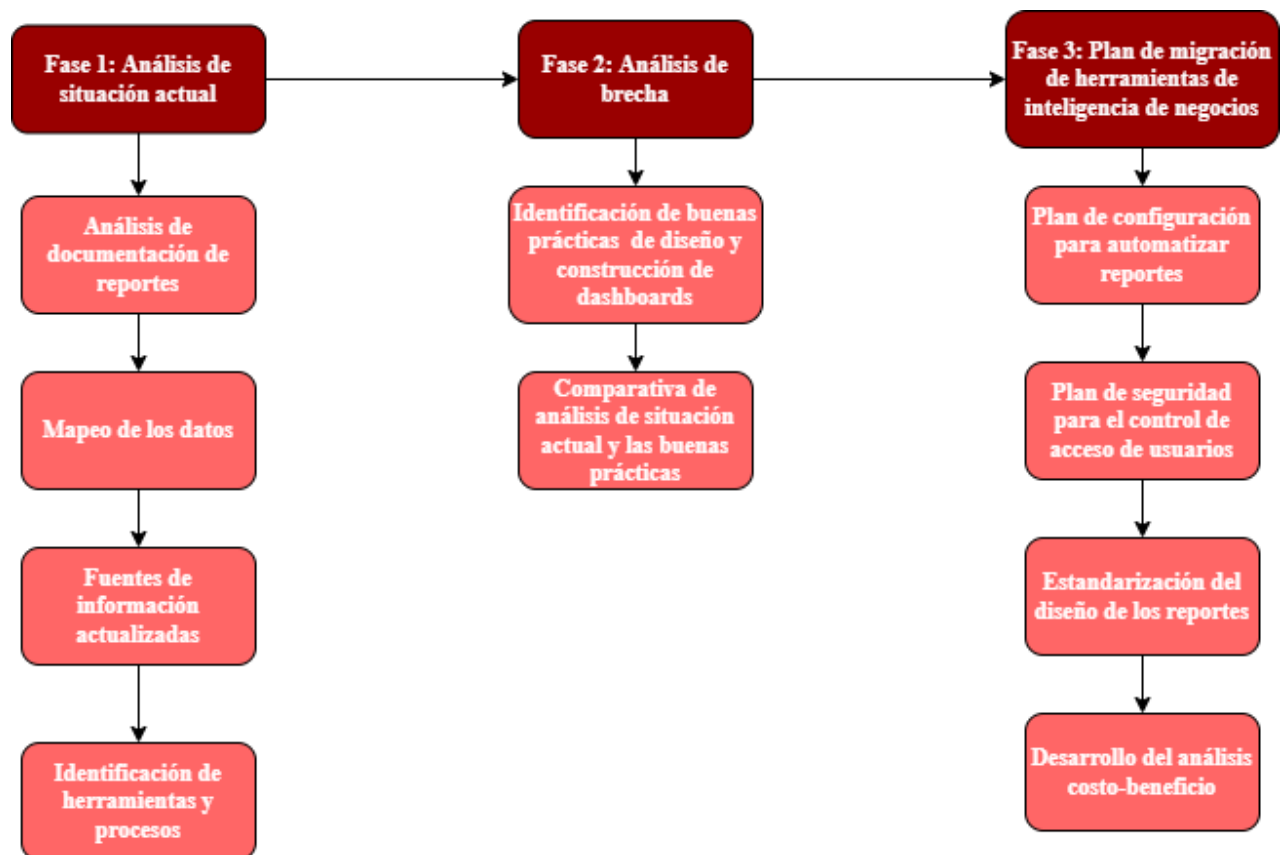 Fase 1: Análisis de
situación actual
Análisis de
documentación de
reportes
Mapeo de los datos
Fuentes de
información
actualizadas
Identificación de
herramientas y
procesos
Fase 2: Análisis de
brecha
Identificación de buenas
prácticas de diseño y
construcción de
dashboards
Comparativa de
análisis de situación
actual y las buenas
prácticas
Fase 3: Plan de migración
de herramientas de
inteligencia de negocios
Plan de configuración
para automatizar
reportes
Plan de seguridad
para el control de
acceso de usuarios
Estandarización del
diseño de los reportes
Desarrollo del análisis
costo-beneficio